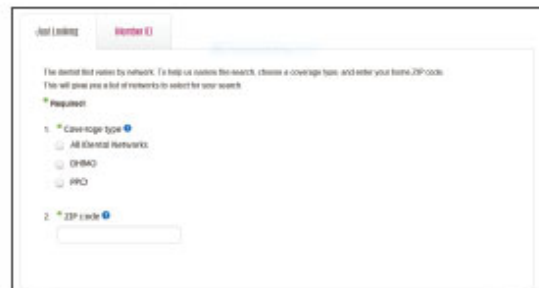 Just Looking Member ID
The dentist list varies by network. To help us narrow the search, choose a coverage type, and enter your home ZIP code.
This will give you a list of networks to select for your search.
* Required
1. * Coverage type
All Dental Networks
DHMO
PPO
2. * ZIP code